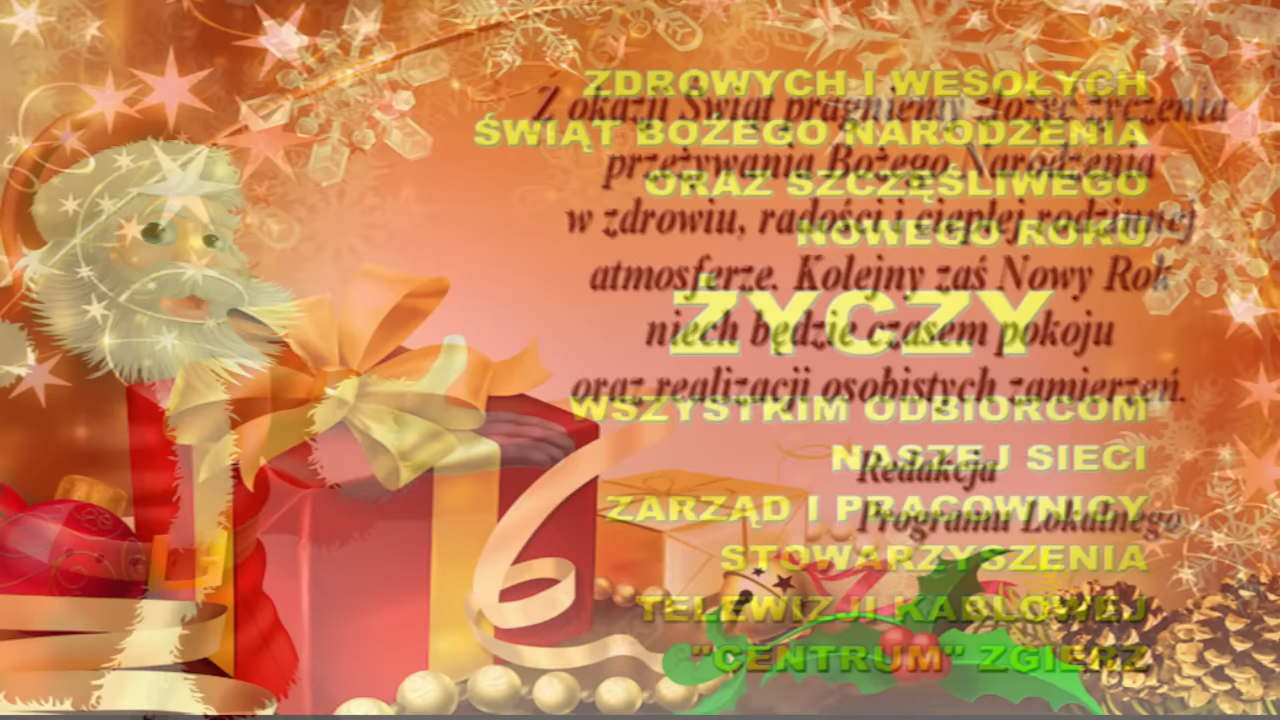 ZDROWYCH I WESOŁYCH
ŚWIĄT BOŻEGO NARODZENIA
ORAZ SZCZĘŚLIWEGO
NOWEGO ROKU
ŻYCZY
WSZYSTKIM ODBIORCOM
NASZEJ SIECI
ZARZĄD I PRACOWNICY
STOWARZYSZENIA
TELEWIZJI KABLOWEJ
"CENTRUM" ZGIERZ
Z okazji Świąt pragniemy złożyć życzenia
przeżywania Bożego Narodzenia
w zdrowiu, radości i ciepłej rodzinnej
atmosferze. Kolejny zaś Nowy Rok
niech będzie czasem pokoju
oraz realizacji osobistych zamierzeń.
Redakcja
Programu Lokalnego